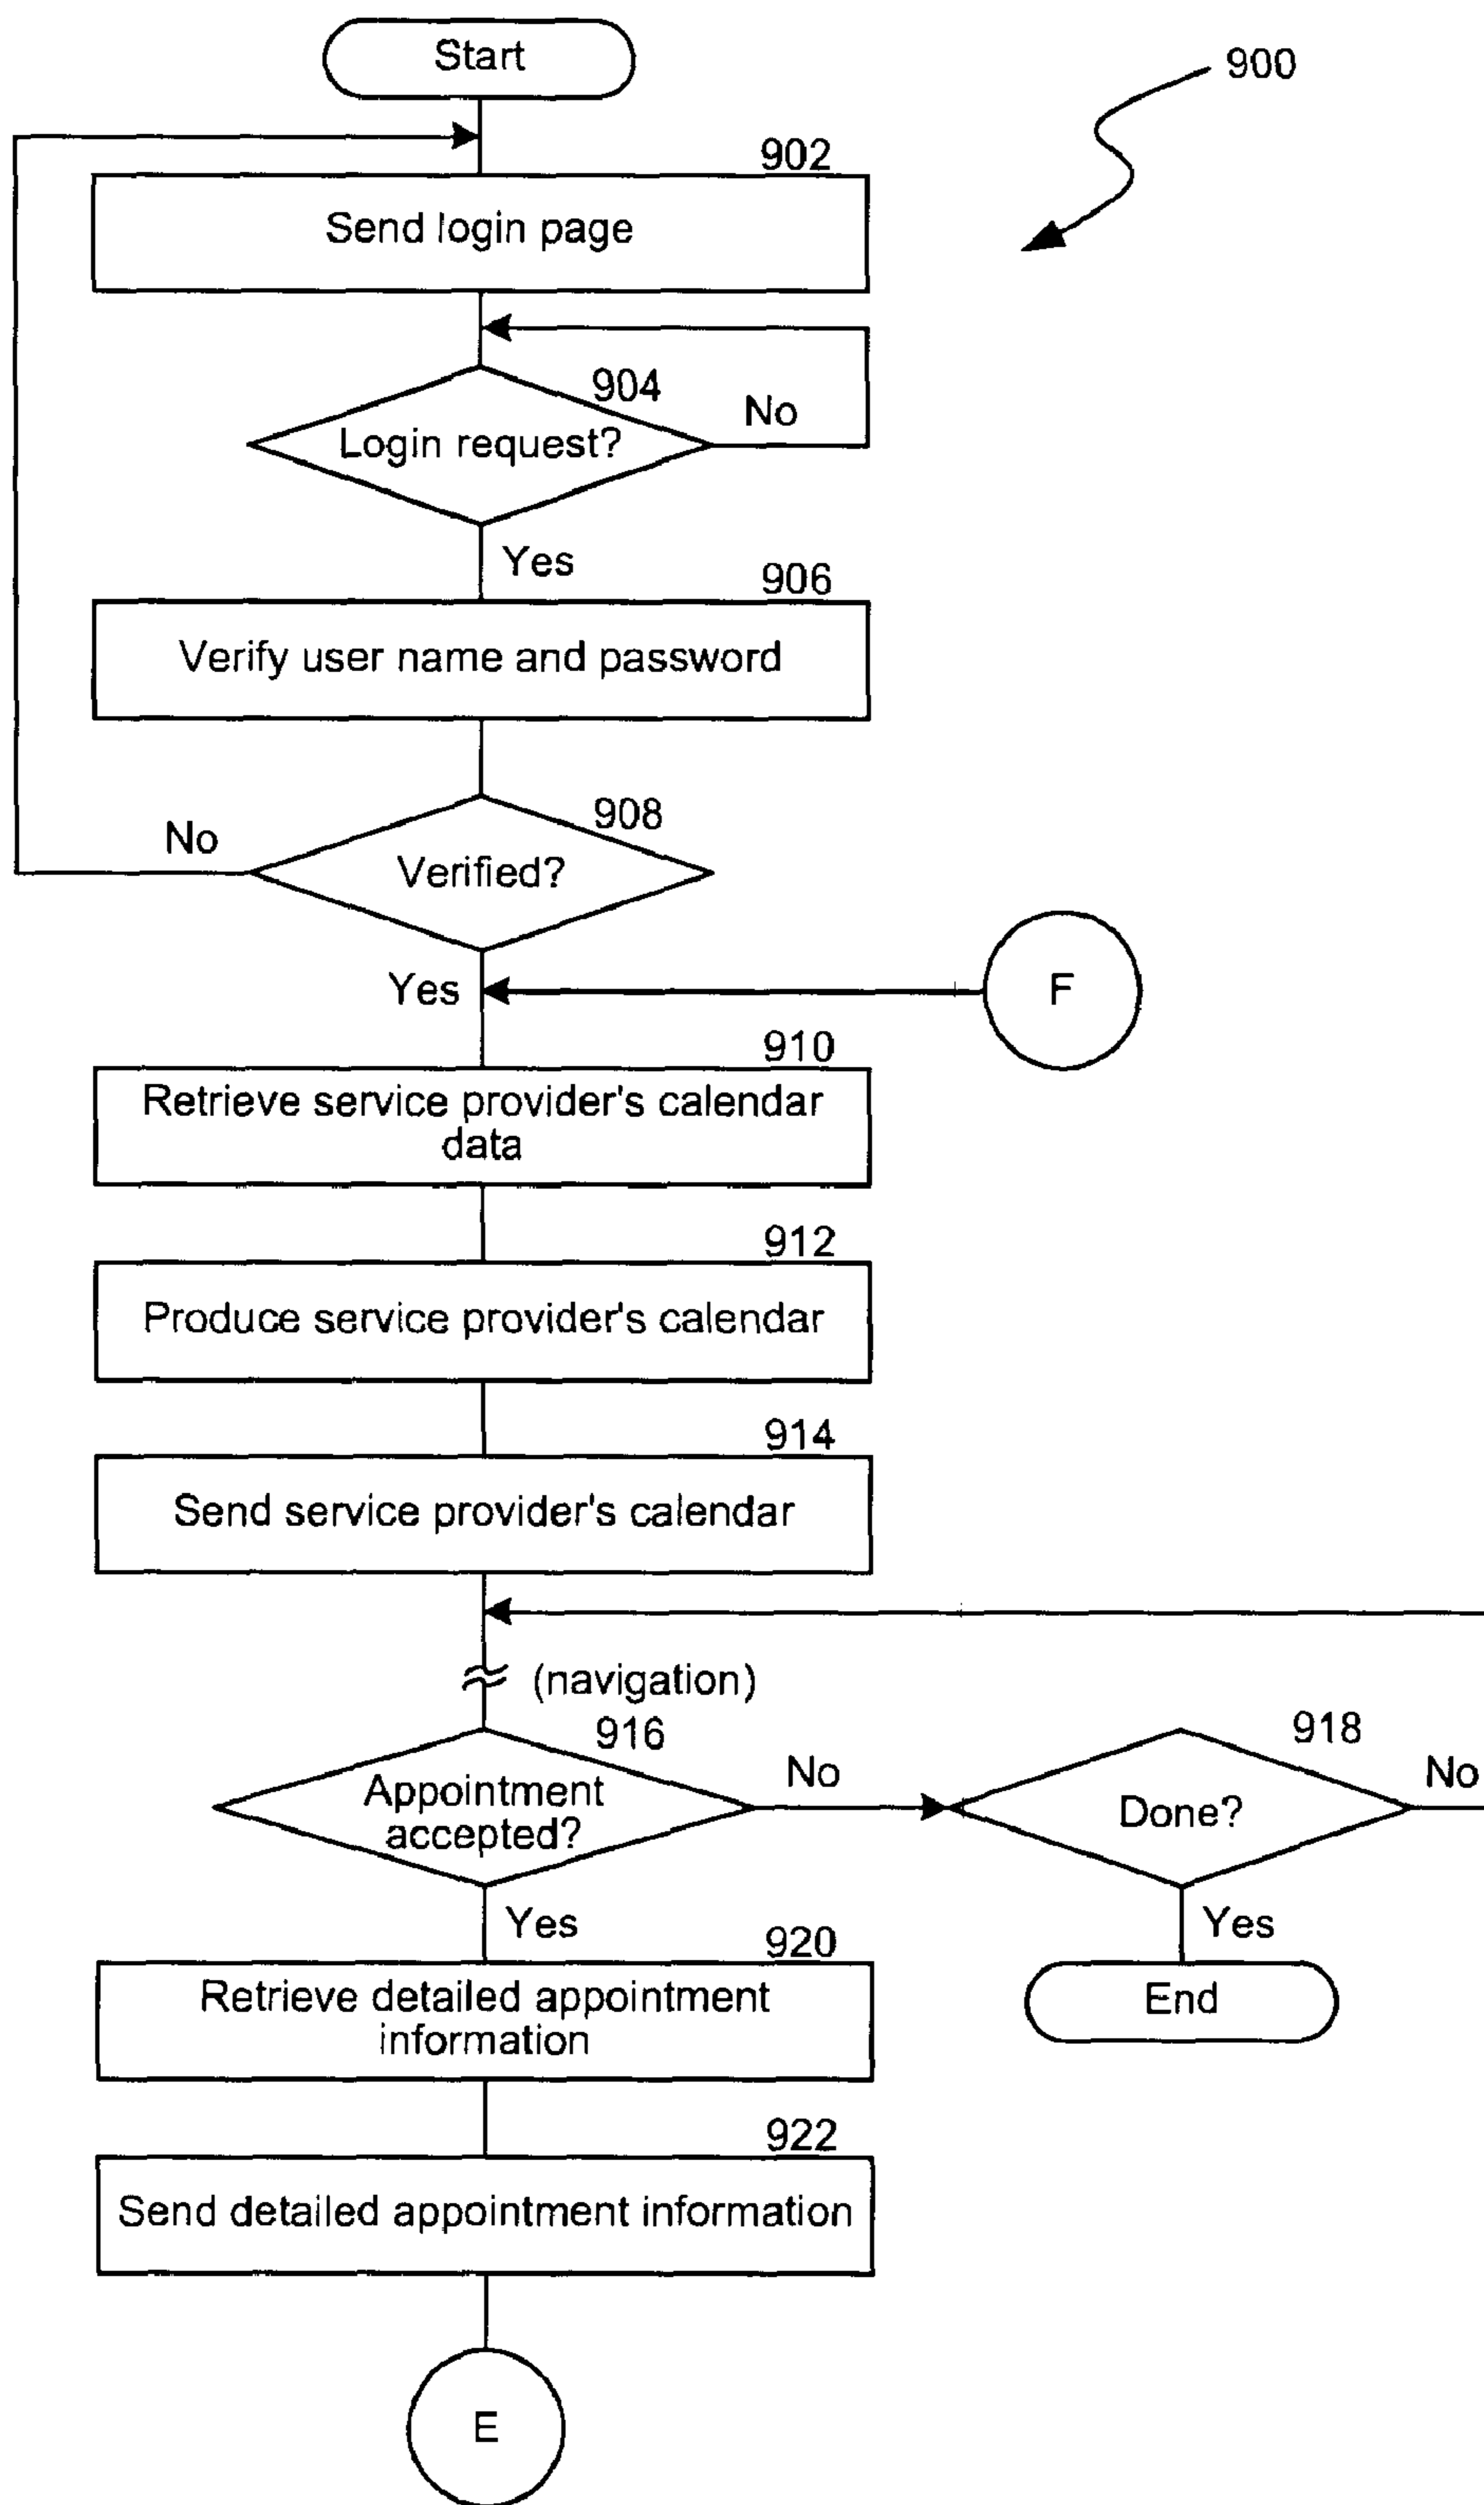 Start
900
902
Send login page
904
No
Login request?
Yes
906
Verify user name and password
908
No
Verified?
Yes
F
910
Retrieve service provider's calendar
data
912
Produce service provider's calendar
914
Send service provider's calendar
(navigation)
916
918
No
No
Appointment
accepted?
Done?
Yes
Yes
920
Retrieve detailed appointment
information
End
922
Send detailed appointment information
E